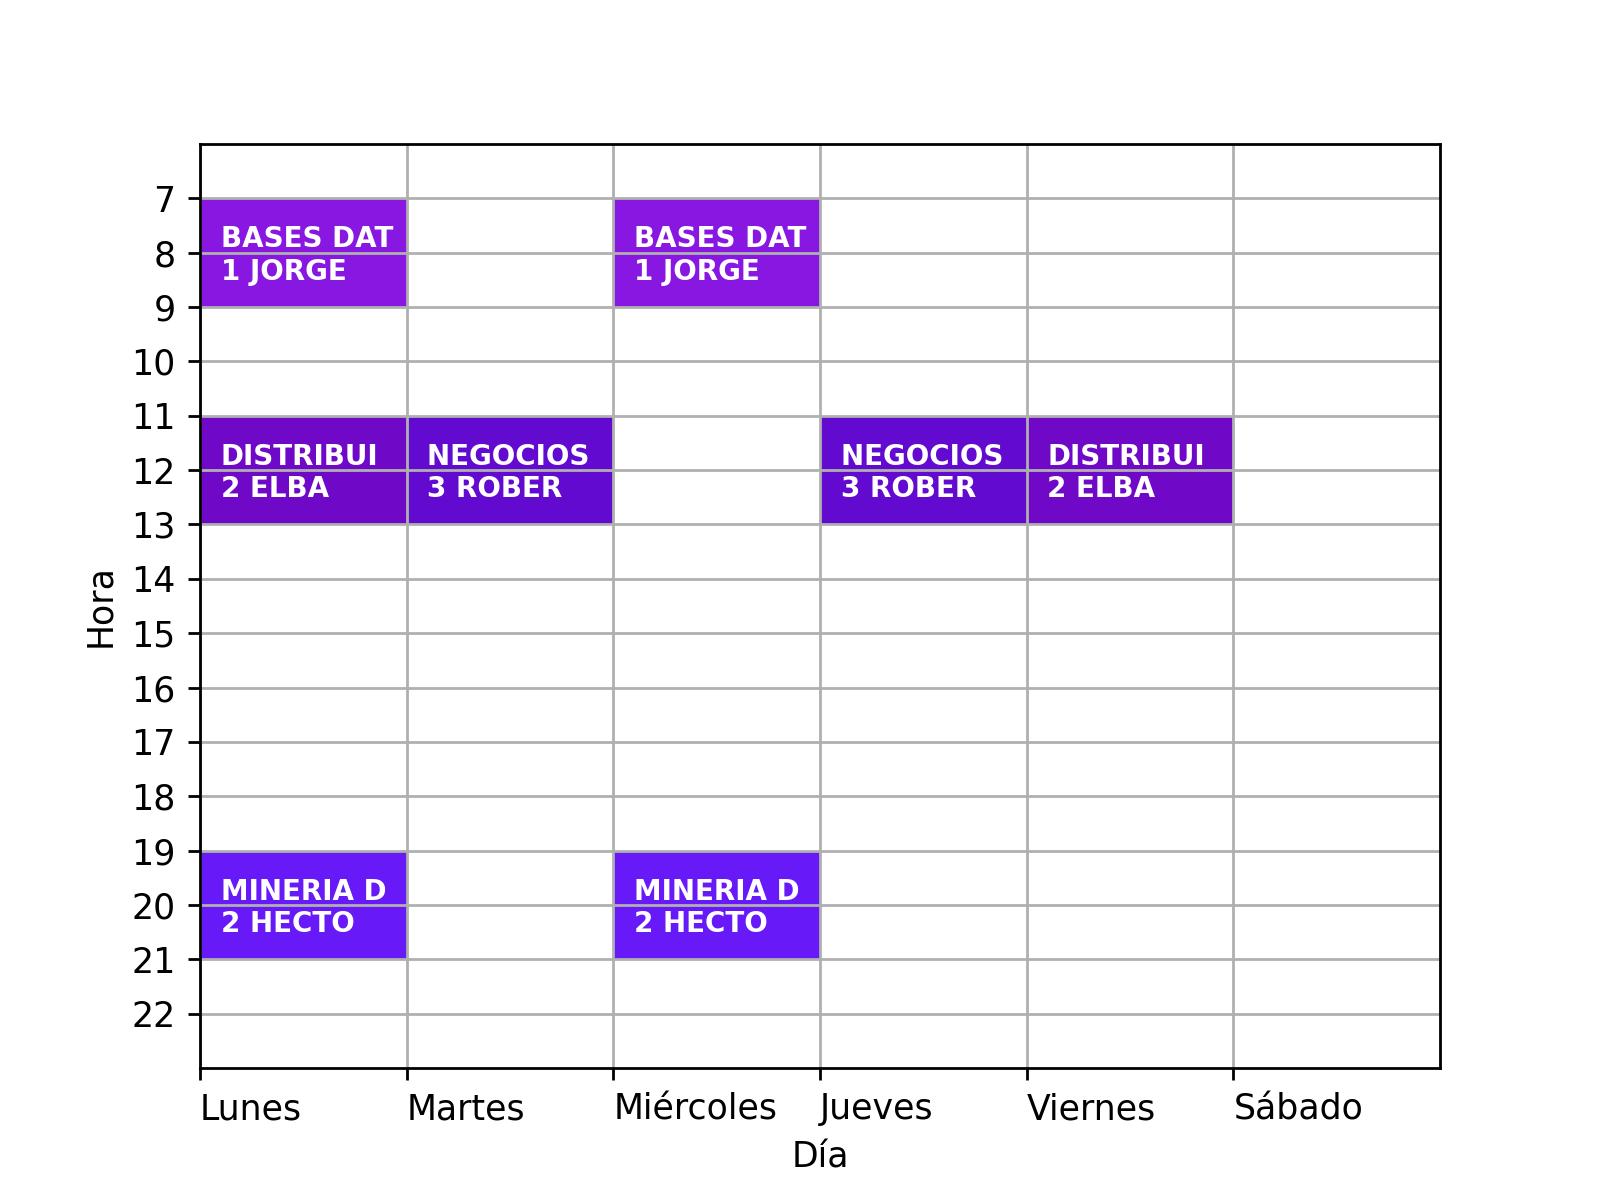 7
BASES DAT
1 JORGE
BASES DAT
1 JORGE
8
9
10
11
DISTRIBUI
2 ELBA
NEGOCIOS
3 ROBER
NEGOCIOS
3 ROBER
DISTRIBUI
2 ELBA
12
13
14
Hora
15
16
17
18
19
MINERIA D
2 HECTO
MINERIA D
2 HECTO
20
21
22
Lunes
Martes
Miércoles
Jueves
Viernes
Sábado
Día